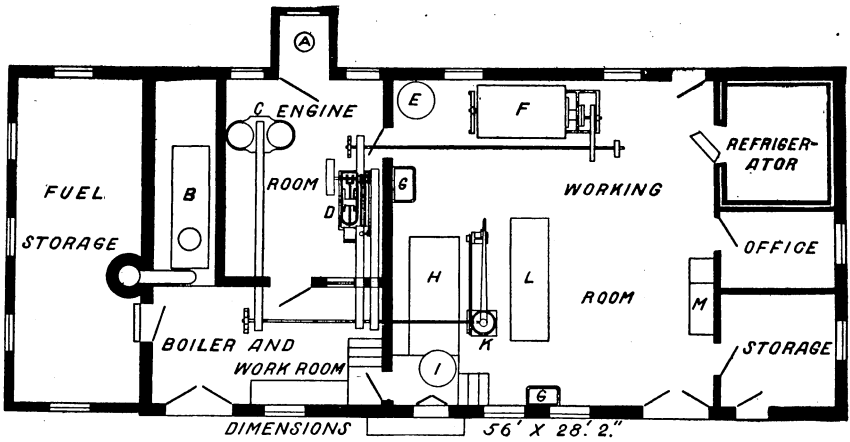 A
C ENGINE
E
F
REFRIGER-
ATOR
FUEL
B
ROOM
G
WORKING
STORAGE
D
OFFICE
H
L
ROOM
M
BOILER AND
K
STORAGE
WORK ROOM
I
G
DIMENSIONS 56' X 28'. 2."